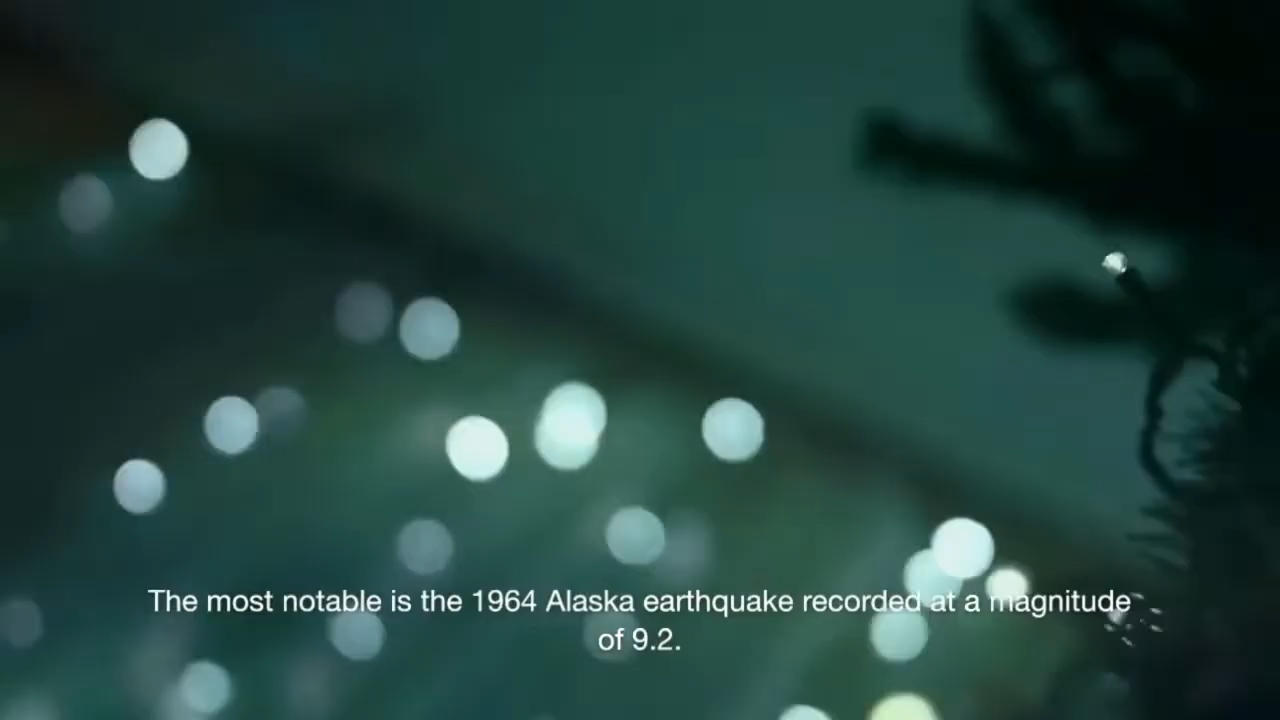 The most notable is the 1964 Alaska earthquake recorded at a magnitude
of 9.2.